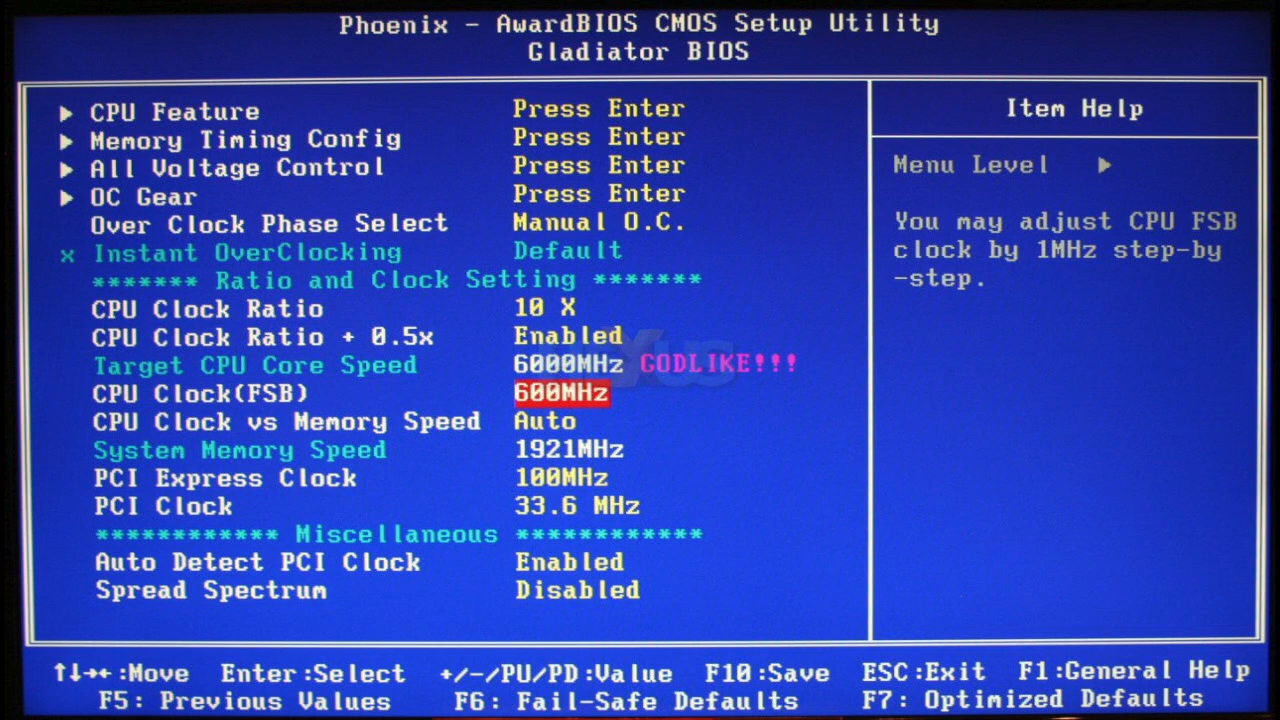 Phoenix - AwardBIOS CMOS Setup Utility
Gladiator BIOS
▶ CPU Feature Press Enter
▶ Memory Timing Config Press Enter
▶ All Voltage Control Press Enter
▶ OC Gear Press Enter
Over Clock Phase Select Manual O.C.
x Instant OverClocking Default
******* Ratio and Clock Setting *******
CPU Clock Ratio 10 X
CPU Clock Ratio + 0.5x Enabled
Target CPU Core Speed 6000MHz GODLIKE!!!
CPU Clock(FSB) 600MHz
CPU Clock vs Memory Speed Auto
System Memory Speed 1921MHz
PCI Express Clock 100MHz
PCI Clock 33.6 MHz
************ Miscellaneous ************
Auto Detect PCI Clock Enabled
Spread Spectrum Disabled
Item Help
Menu Level ▶
You may adjust CPU FSB
clock by 1MHz step-by
-step.
↑↓→←:Move Enter:Select +/-/PU/PD:Value F10:Save ESC:Exit F1:General Help
F5: Previous Values F6: Fail-Safe Defaults F7: Optimized Defaults